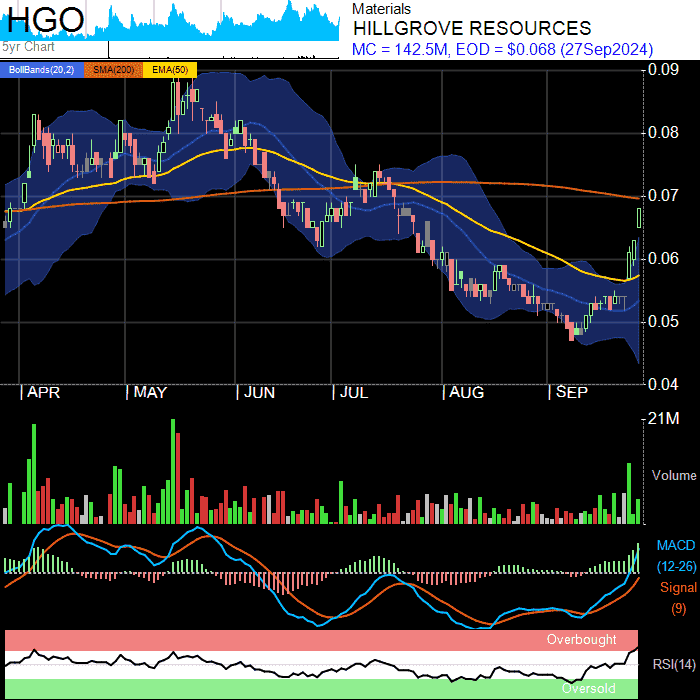 HGO
5yr Chart
Materials
HILLGROVE RESOURCES
MC = 142.5M, EOD = $0.068 (27Sep2024)
BollBands(20,2) SMA(200) EMA(50)
0.09
0.08
0.07
0.06
0.05
0.04
APR MAY JUN JUL AUG SEP
21M
Volume
MACD
(12-26)
Signal
(9)
Overbought
RSI(14)
Oversold